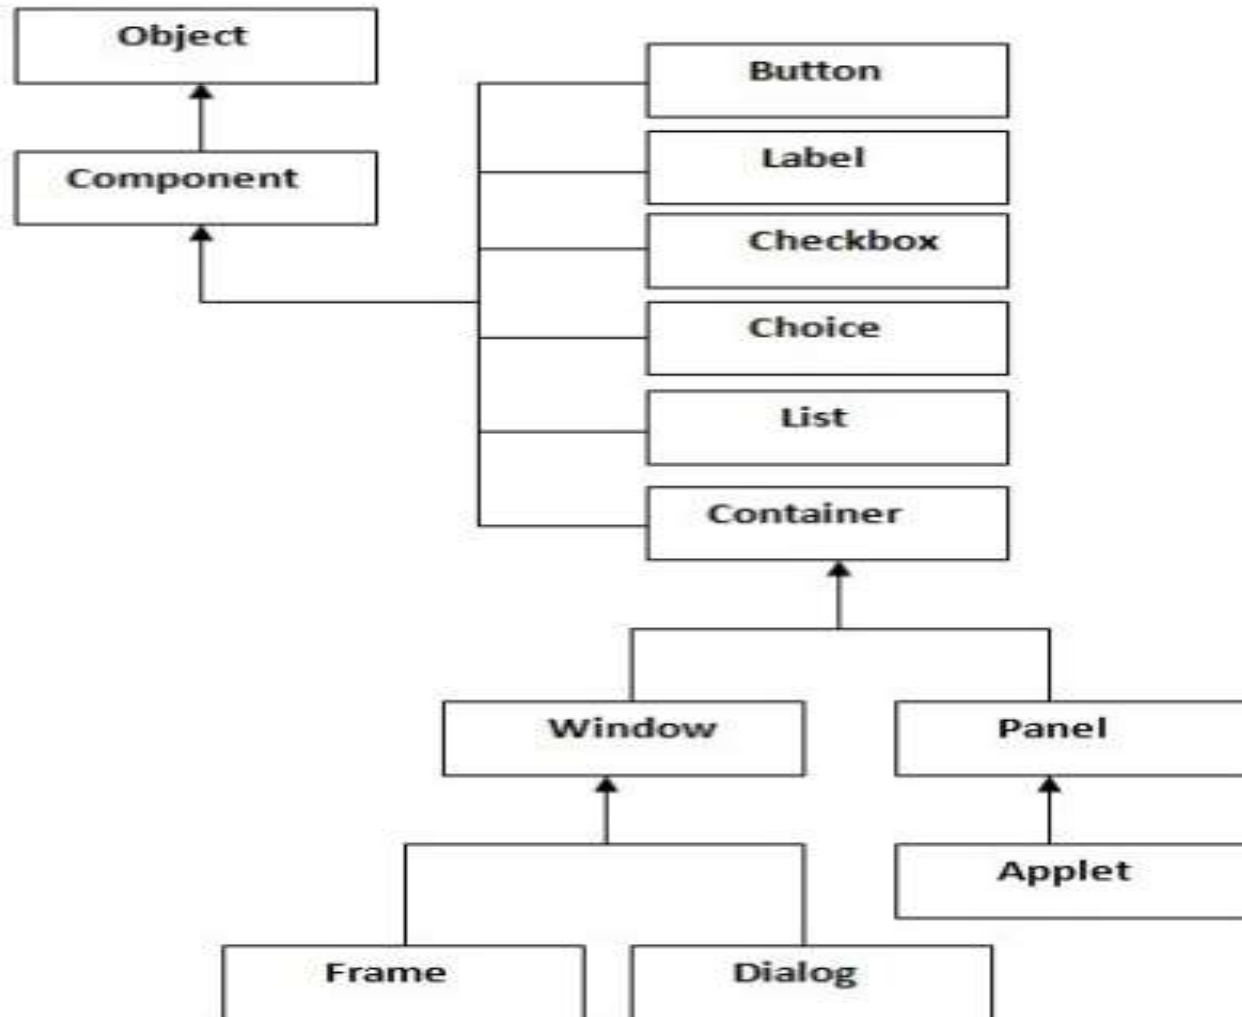 Object
Component
Button
Label
Checkbox
Choice
List
Container
Window
Panel
Applet
Frame
Dialog